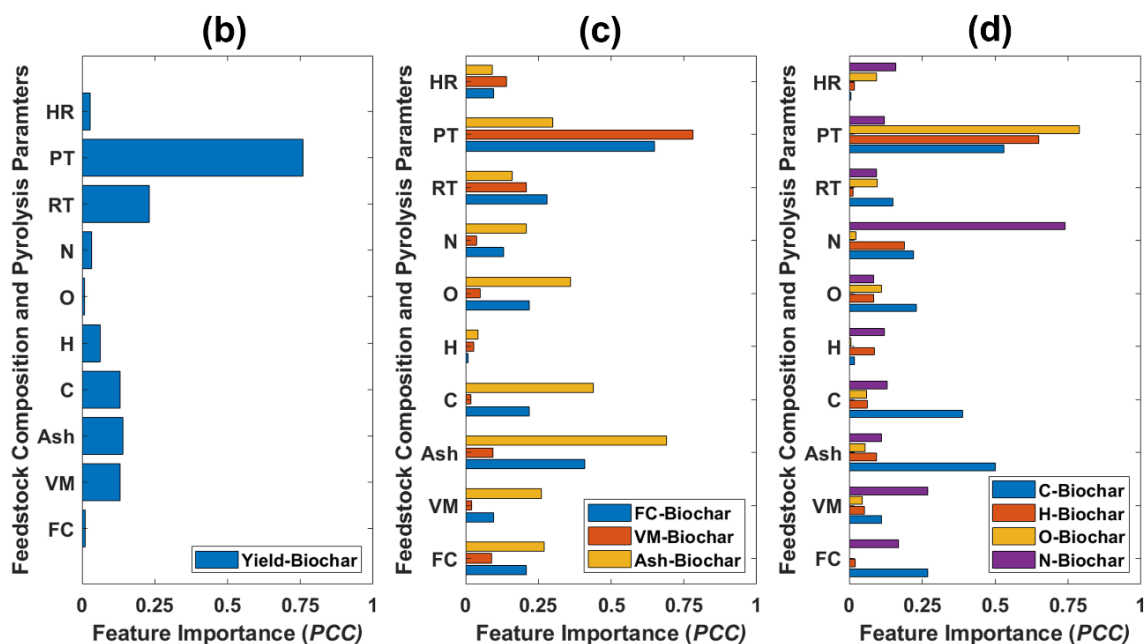 (b)
Feedstock Composition and Pyrolysis Paramters
HR
PT
RT
N
O
H
C
Ash
VM
FC
Yield-Biochar
0
0.25
0.5
0.75
1
Feature Importance (PCC)
(c)
Feedstock Composition and Pyrolysis Paramters
HR
PT
RT
N
O
H
C
Ash
VM
FC
FC-Biochar
VM-Biochar
Ash-Biochar
0
0.25
0.5
0.75
1
Feature Importance (PCC)
(d)
Feedstock Composition and Pyrolysis Paramters
HR
PT
RT
N
O
H
C
Ash
VM
FC
C-Biochar
H-Biochar
O-Biochar
N-Biochar
0
0.25
0.5
0.75
1
Feature Importance (PCC)